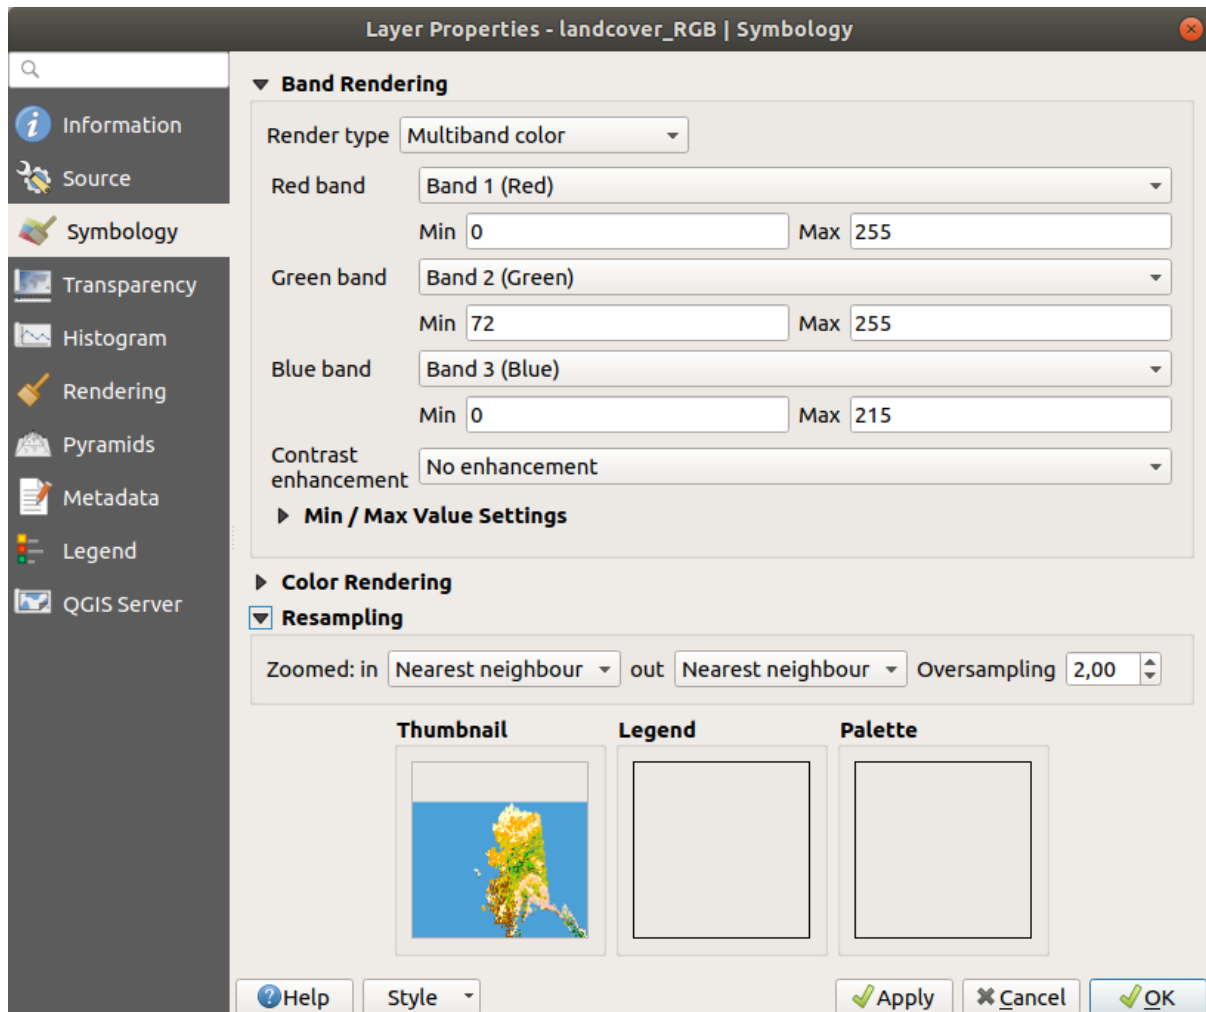 Layer Properties - landcover_RGB | Symbology
Information
Source
Symbology
Transparency
Histogram
Rendering
Pyramids
Metadata
Legend
QGIS Server
Band Rendering
Render type Multiband color
Red band Band 1 (Red)
Min 0 Max 255
Green band Band 2 (Green)
Min 72 Max 255
Blue band Band 3 (Blue)
Min 0 Max 215
Contrast
enhancement No enhancement
Min / Max Value Settings
Color Rendering
Resampling
Zoomed: in Nearest neighbour out Nearest neighbour Oversampling 2,00
Thumbnail Legend Palette
Help Style Apply Cancel OK